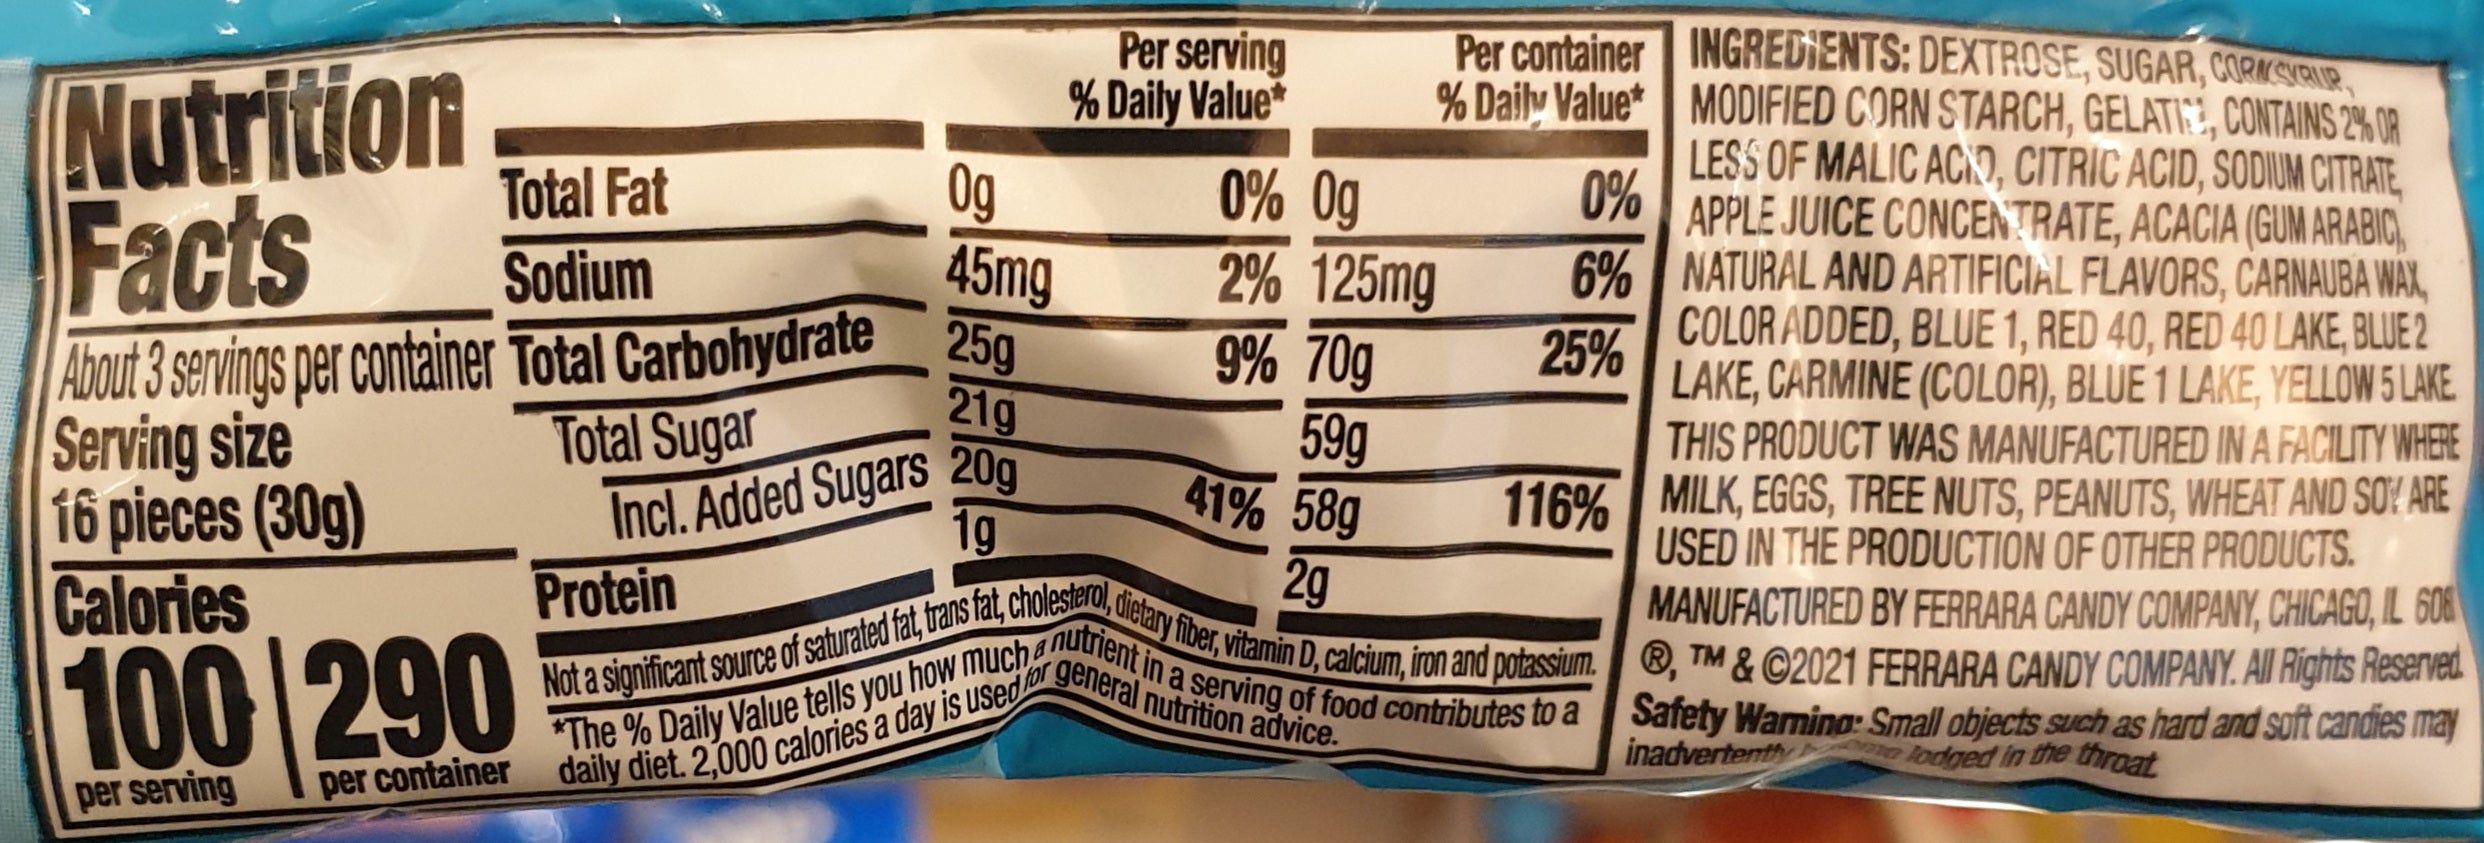 Nutrition
Facts
About 3 servings per container
Serving size
16 pieces (30g)
Calories
100 290
per serving per container
Per serving Per container
% Daily Value* % Daily Value*
Total Fat 0g 0% 0g 0%
Sodium 45mg 2% 125mg 6%
Total Carbohydrate 25g 9% 70g 25%
Total Sugar 21g 59g
Incl. Added Sugars 20g 41% 58g 116%
Protein 1g 2g
Not a significant source of saturated fat, trans fat, cholesterol, dietary fiber, vitamin D, calcium, iron and potassium.
*The % Daily Value tells you how much a nutrient in a serving of food contributes to a
daily diet. 2,000 calories a day is used for general nutrition advice.
INGREDIENTS: DEXTROSE, SUGAR, CORN SYRUP,
MODIFIED CORN STARCH, GELATIN, CONTAINS 2% OR
LESS OF MALIC ACID, CITRIC ACID, SODIUM CITRATE,
APPLE JUICE CONCENTRATE, ACACIA (GUM ARABIC),
NATURAL AND ARTIFICIAL FLAVORS, CARNAUBA WAX,
COLOR ADDED, BLUE 1, RED 40, RED 40 LAKE, BLUE 2
LAKE, CARMINE (COLOR), BLUE 1 LAKE, YELLOW 5 LAKE.
THIS PRODUCT WAS MANUFACTURED IN A FACILITY WHERE
MILK, EGGS, TREE NUTS, PEANUTS, WHEAT AND SOY ARE
USED IN THE PRODUCTION OF OTHER PRODUCTS.
MANUFACTURED BY FERRARA CANDY COMPANY, CHICAGO, IL
®, ™ & ©2021 FERRARA CANDY COMPANY. All Rights Reserved.
Safety Warning: Small objects such as hard and soft candies may
inadvertently lodged in the throat.